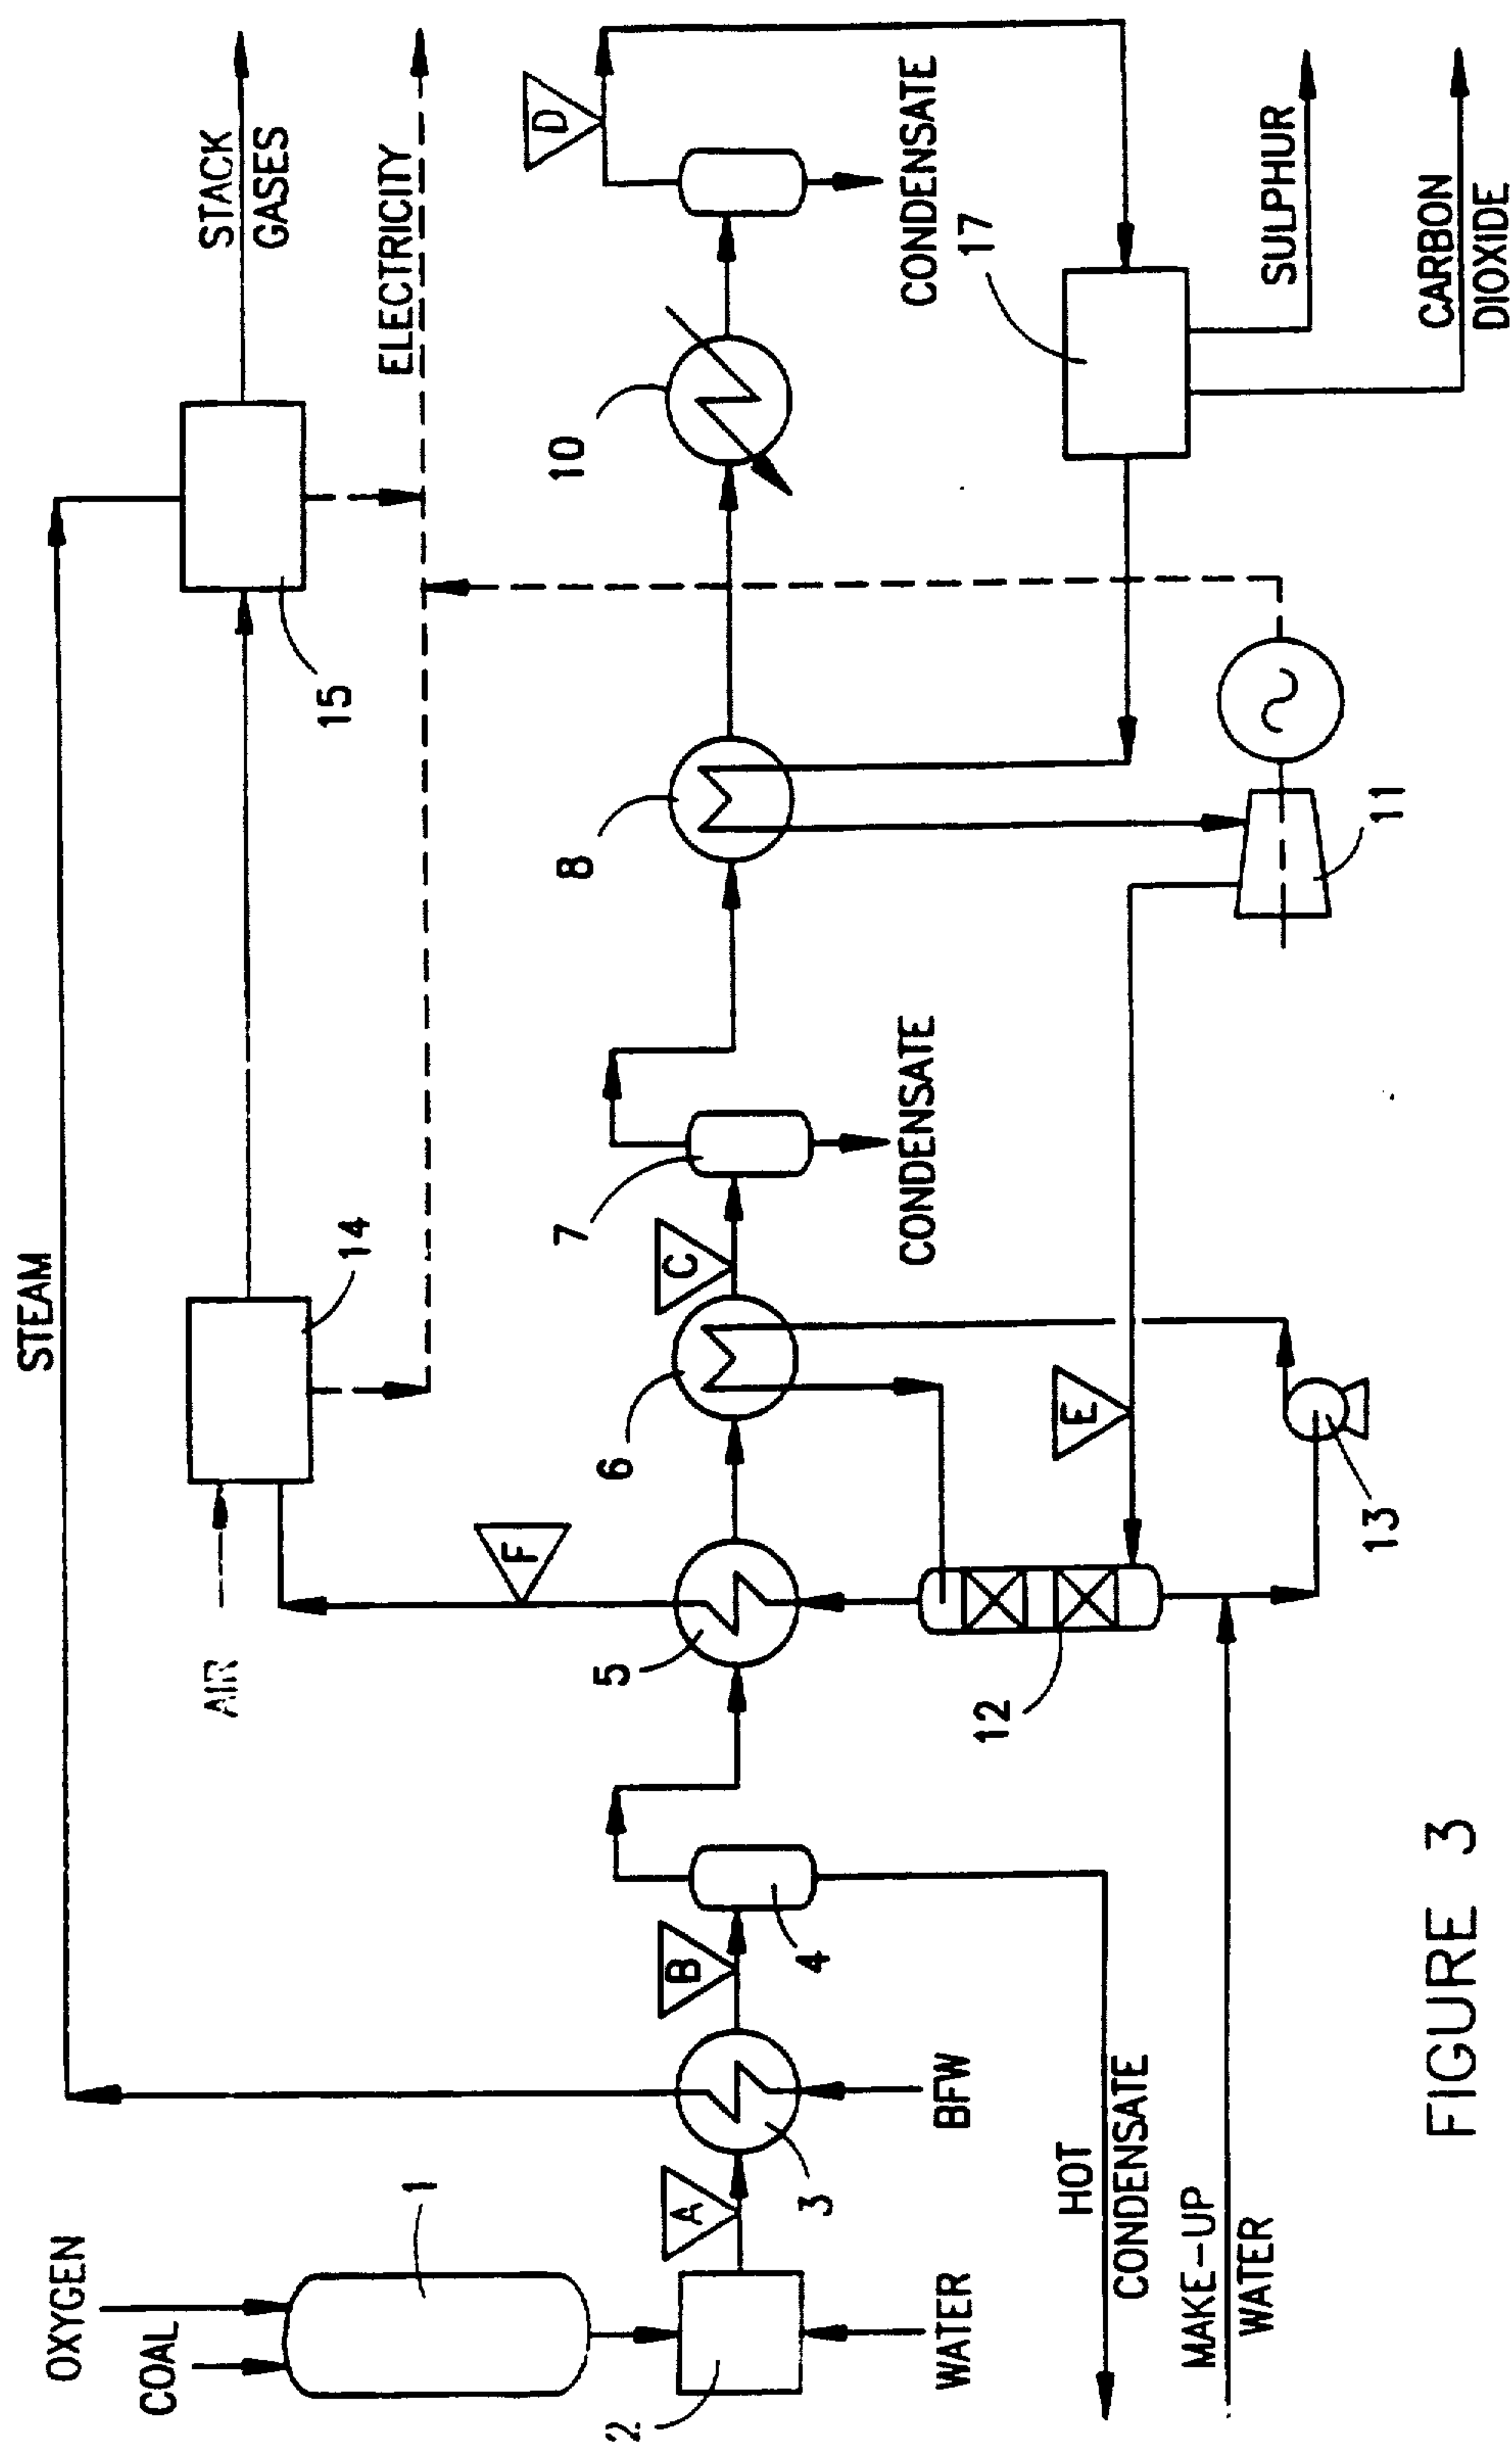 STEAM
STACK
GASES
ELECTRICITY
AIR
14
15
OXYGEN
COAL
1
2
WATER
A
3
BFW
B
4
HOT
CONDENSATE
MAKE-UP
WATER
5
F
6
C
7
CONDENSATE
8
10
D
CONDENSATE
12
E
13
11
17
SULPHUR
CARBON
DIOXIDE
FIGURE 3